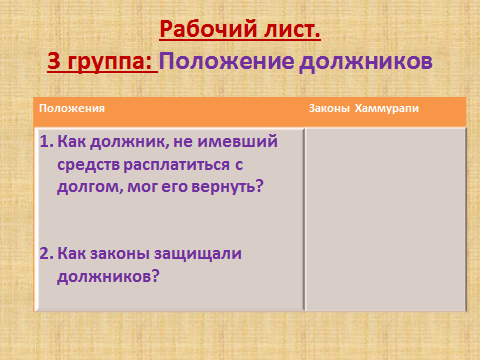 Рабочий лист.
3 группа: Положение должников
Положения
Законы Хаммурапи
1. Как должник, не имевший
средств расплатиться с
долгом, мог его вернуть?
2. Как законы защищали
должников?